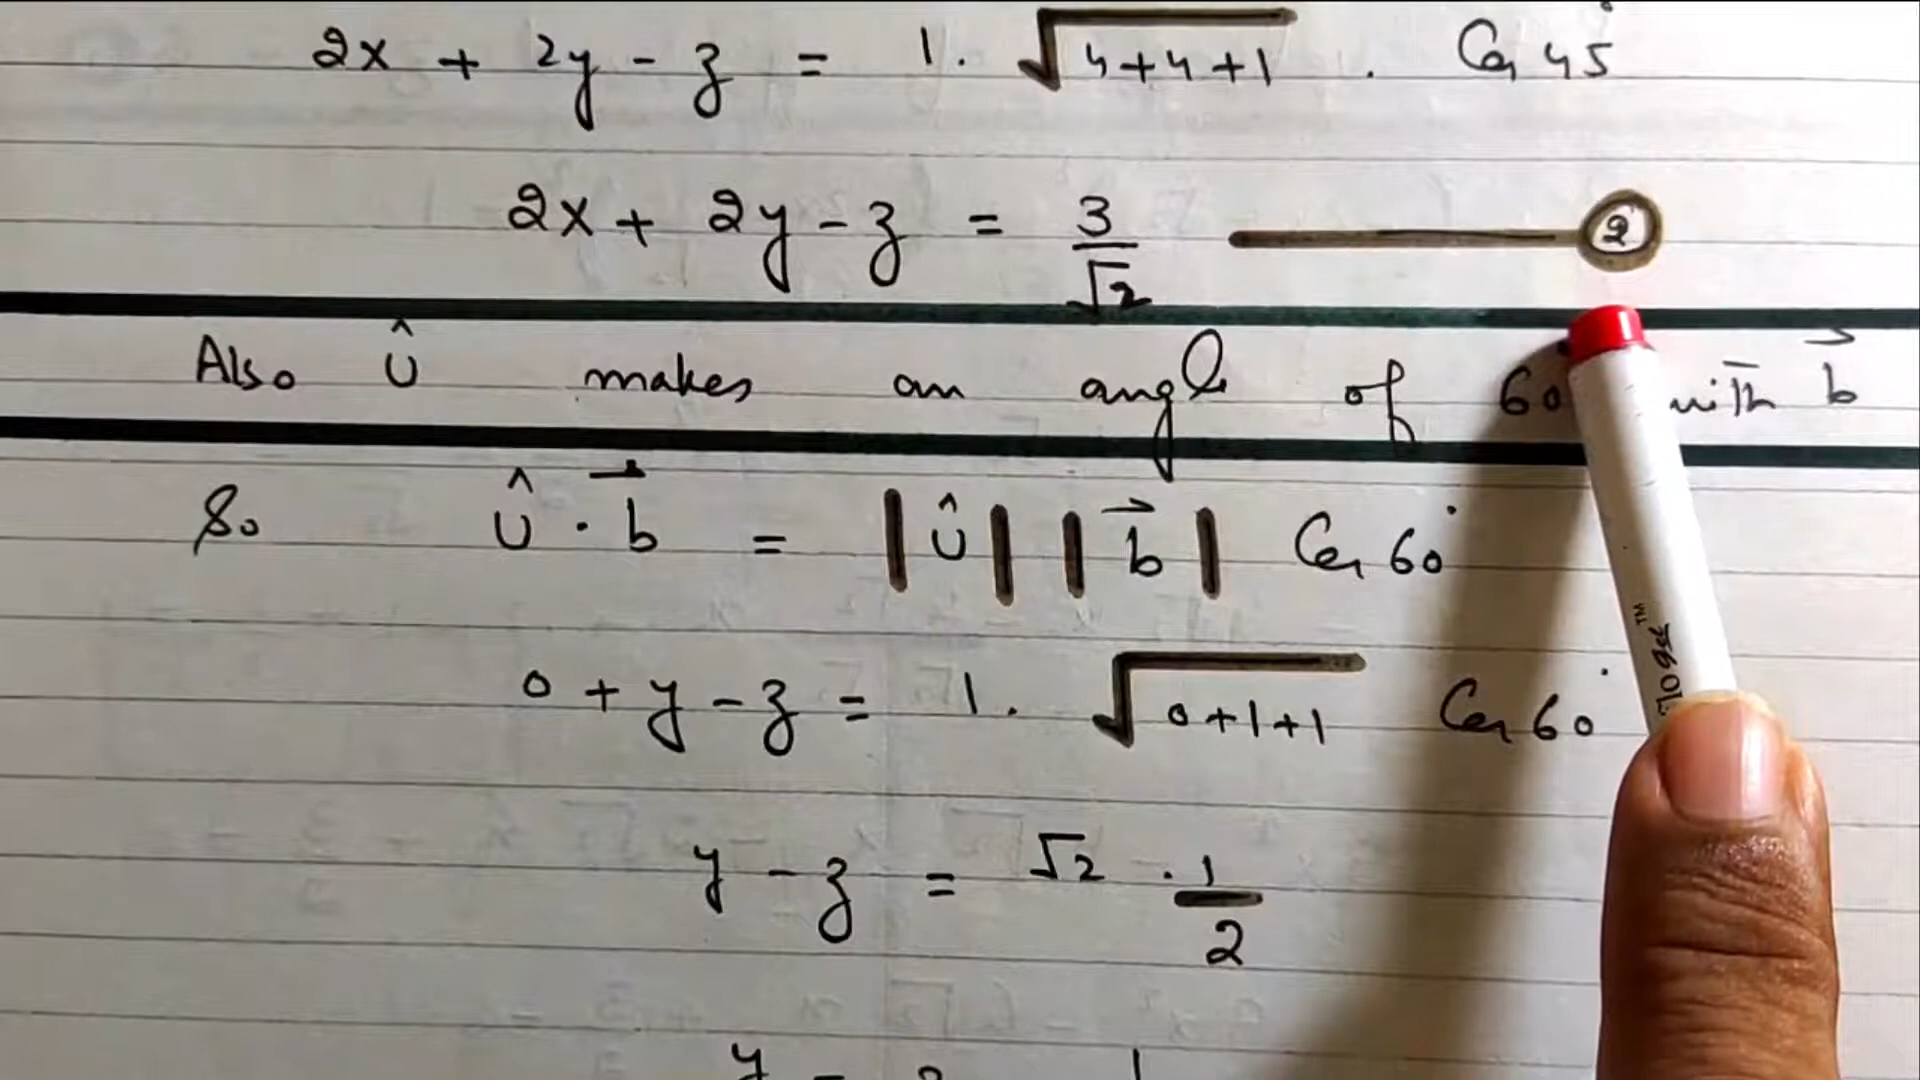 2x + 2y - z = 1. √4+4+1 . Cos 45°
2x + 2y - z = 3/√2 ——— 2
Also û makes an angle of 60 with b⃗
So û · b⃗ = |û| |b⃗| Cos 60°
0 + y - z = 1. √0+1+1 Cos 60°
y - z = √2 · 1/2